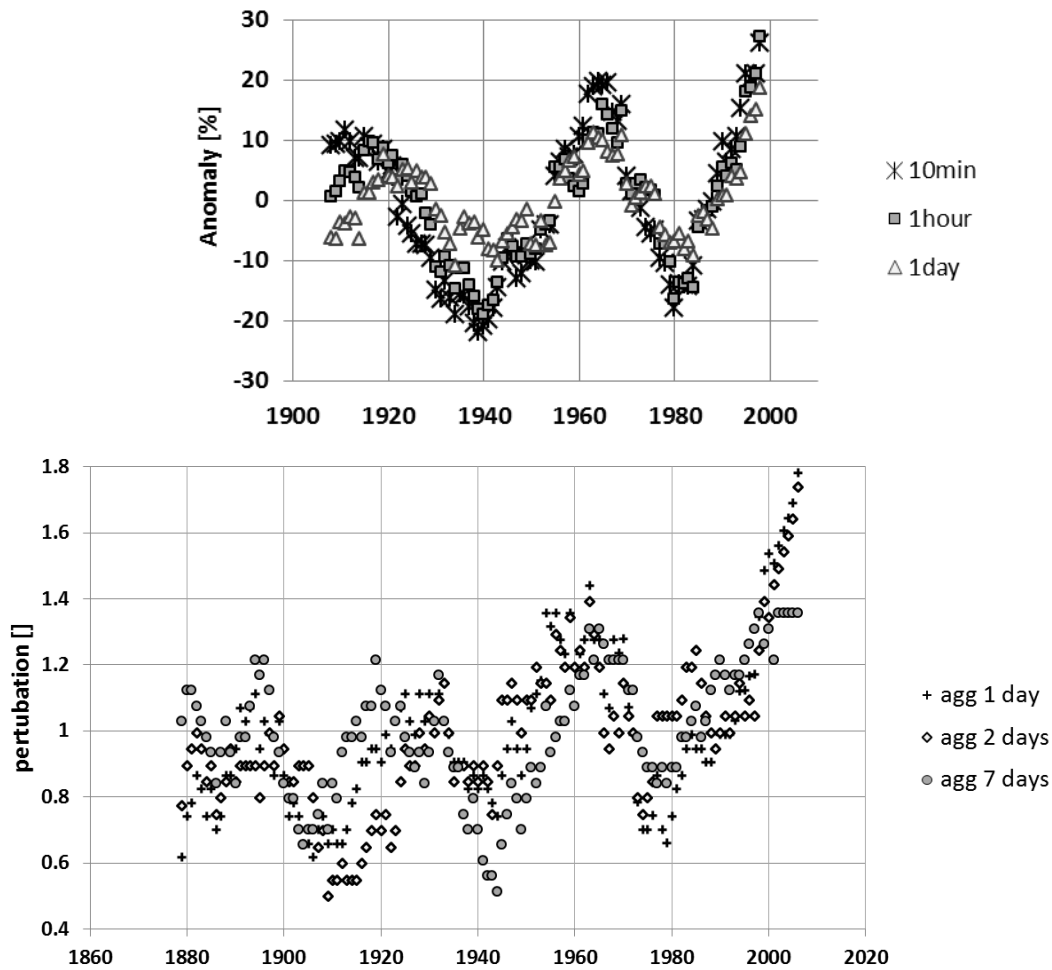 30
20
10
0
-10
-20
-30
Anomaly [%]
1900 1920 1940 1960 1980 2000
10min
1hour
1day
1.8
1.6
1.4
1.2
1
0.8
0.6
0.4
pertubation []
1860 1880 1900 1920 1940 1960 1980 2000 2020
agg 1 day
agg 2 days
agg 7 days